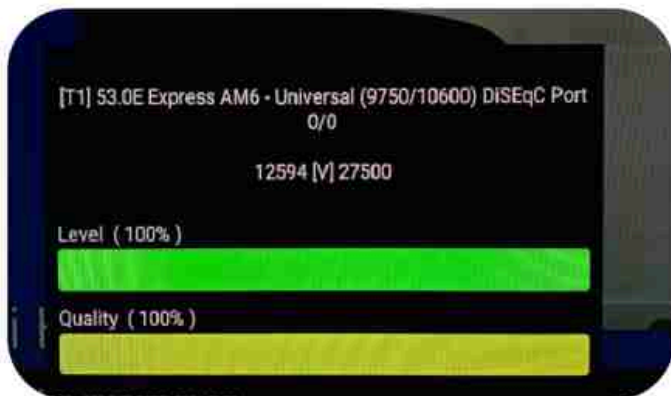 [T1] 53.0E Express AM6 - Universal (9750/10600) DiSEqC Port
0/0
12594 [V] 27500
Level ( 100% )
Quality ( 100% )